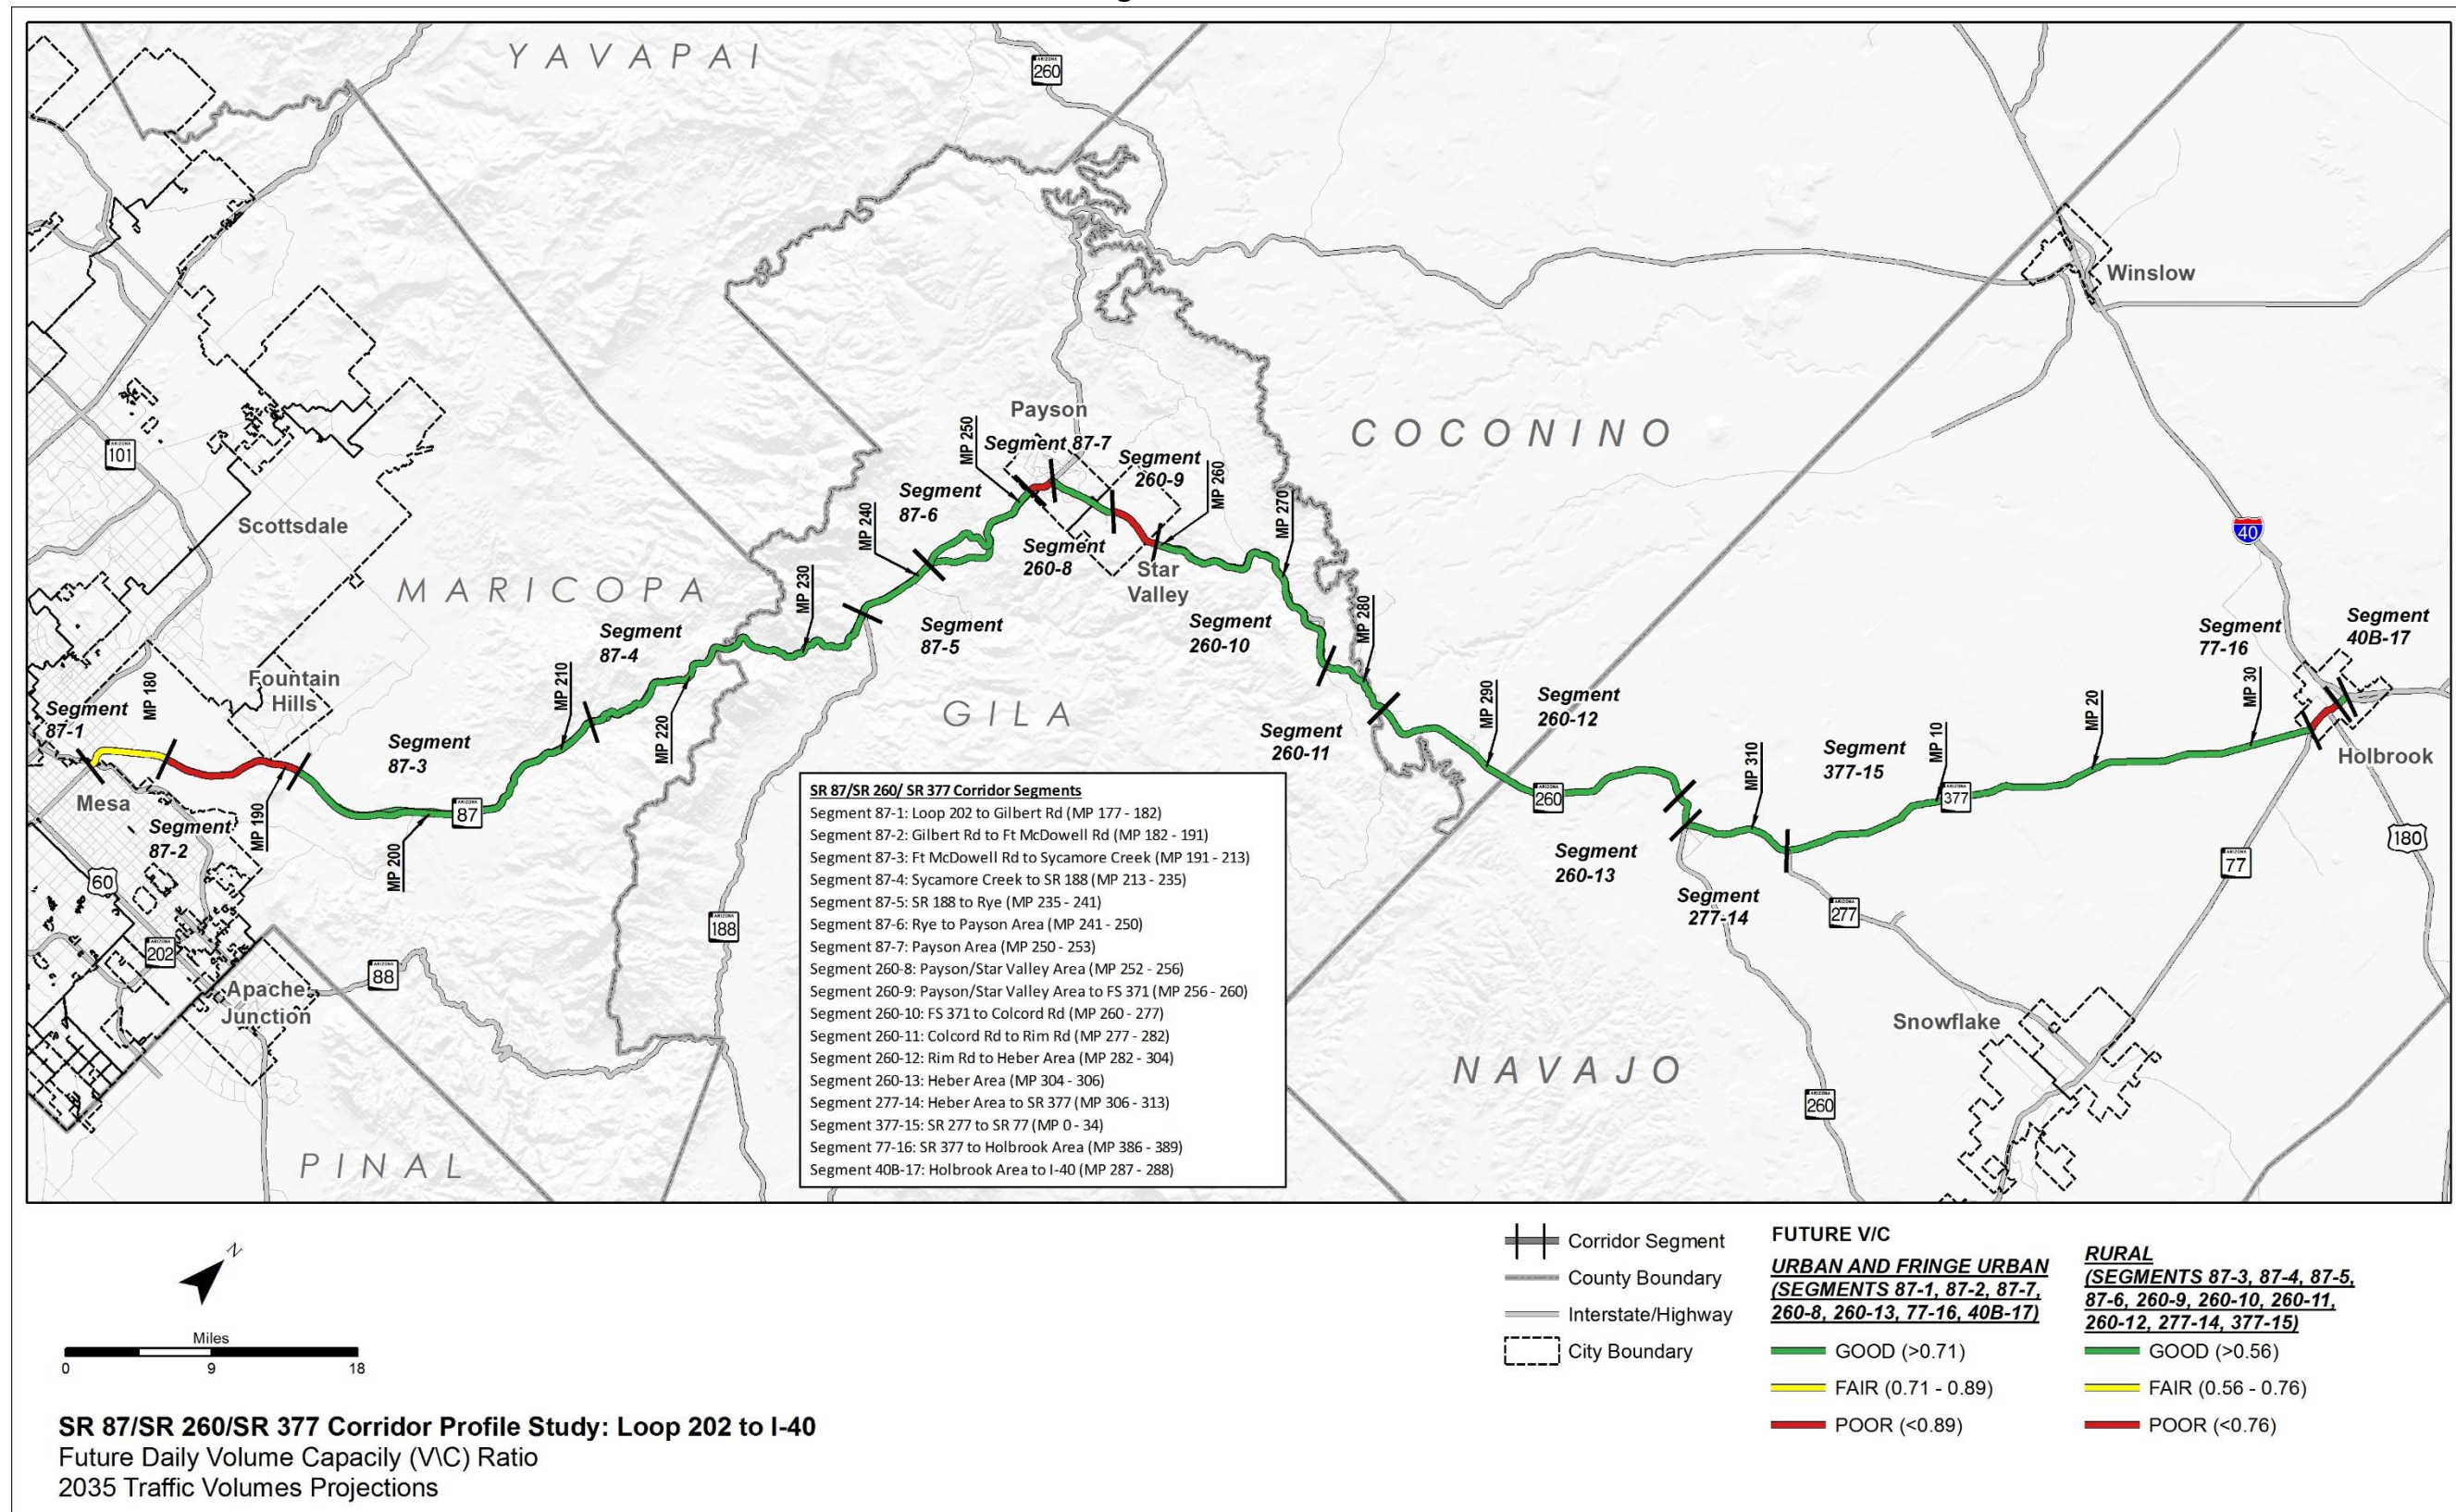 YAVAPAI
260
Winslow
Payson
MP 250
Segment 87-7
COCONINO
101
Segment
260-9
MP 260
Segment
87-6
MP 270
MP 240
Scottsdale
40
Segment
260-8
Star
Valley
MARICOPA
MP 230
MP 280
Segment
87-5
Segment
260-10
Segment
87-4
Segment
40B-17
Segment
77-16
Fountain
Hills
MP 180
MP 210
MP 220
GILA
MP 290
Segment
260-12
MP 20
MP 30
Segment
87-1
Segment
87-3
Segment
260-11
MP 310
Segment
377-15
MP 10
Holbrook
Mesa
MP 190
87
260
377
Segment
87-2
MP 200
180
77
60
Segment
260-13
Segment
277-14
277
188
202
88
Apache
Junction
Snowflake
NAVAJO
260
PINAL
SR 87/SR 260/ SR 377 Corridor Segments
Segment 87-1: Loop 202 to Gilbert Rd (MP 177 - 182)
Segment 87-2: Gilbert Rd to Ft McDowell Rd (MP 182 - 191)
Segment 87-3: Ft McDowell Rd to Sycamore Creek (MP 191 - 213)
Segment 87-4: Sycamore Creek to SR 188 (MP 213 - 235)
Segment 87-5: SR 188 to Rye (MP 235 - 241)
Segment 87-6: Rye to Payson Area (MP 241 - 250)
Segment 87-7: Payson Area (MP 250 - 253)
Segment 260-8: Payson/Star Valley Area (MP 252 - 256)
Segment 260-9: Payson/Star Valley Area to FS 371 (MP 256 - 260)
Segment 260-10: FS 371 to Colcord Rd (MP 260 - 277)
Segment 260-11: Colcord Rd to Rim Rd (MP 277 - 282)
Segment 260-12: Rim Rd to Heber Area (MP 282 - 304)
Segment 260-13: Heber Area (MP 304 - 306)
Segment 277-14: Heber Area to SR 377 (MP 306 - 313)
Segment 377-15: SR 277 to SR 77 (MP 0 - 34)
Segment 77-16: SR 377 to Holbrook Area (MP 386 - 389)
Segment 40B-17: Holbrook Area to I-40 (MP 287 - 288)
N
Miles
0 9 18
Corridor Segment
County Boundary
Interstate/Highway
City Boundary
FUTURE V/C
URBAN AND FRINGE URBAN
(SEGMENTS 87-1, 87-2, 87-7,
260-8, 260-13, 77-16, 40B-17)
GOOD (>0.71)
FAIR (0.71 - 0.89)
POOR (<0.89)
RURAL
(SEGMENTS 87-3, 87-4, 87-5,
87-6, 260-9, 260-10, 260-11,
260-12, 277-14, 377-15)
GOOD (>0.56)
FAIR (0.56 - 0.76)
POOR (<0.76)
SR 87/SR 260/SR 377 Corridor Profile Study: Loop 202 to I-40
Future Daily Volume Capacily (V\C) Ratio
2035 Traffic Volumes Projections